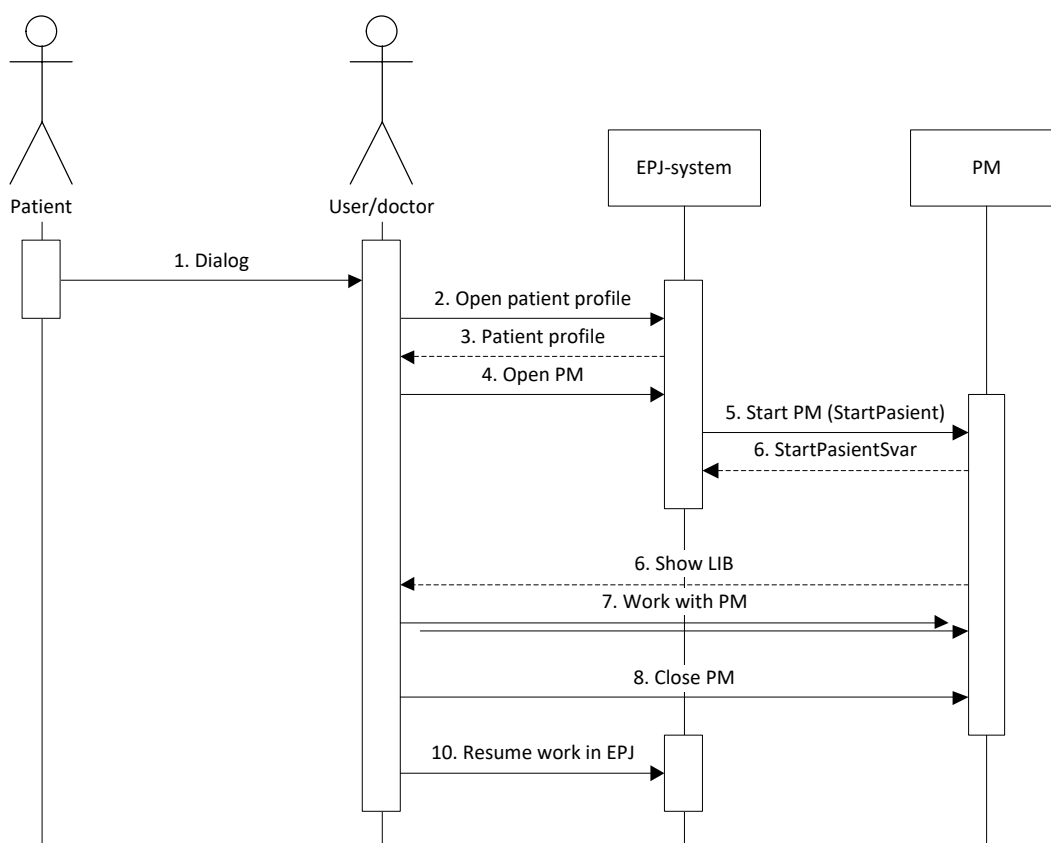 EPJ-system
PM
Patient
User/doctor
1. Dialog
2. Open patient profile
3. Patient profile
4. Open PM
5. Start PM (StartPasient)
6. StartPasientSvar
6. Show LIB
7. Work with PM
8. Close PM
10. Resume work in EPJ